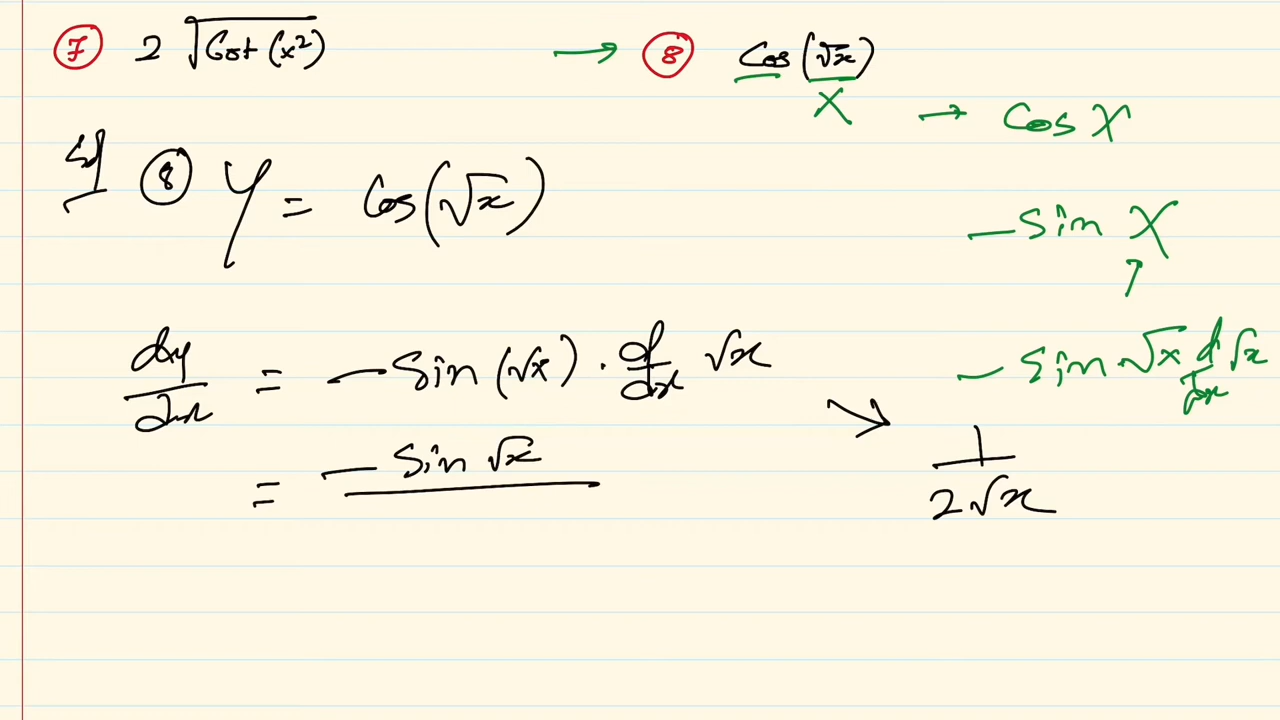 ⑦ 2 √Cot (x²) → ⑧ Cos (√x)
X → Cos X
Sol ⑧ Y = Cos(√x)
- Sin X
↑
dy/dx = - Sin (√x) · d/dx √x
- Sin √x d/dx √x
= - Sin √x
1/2√x